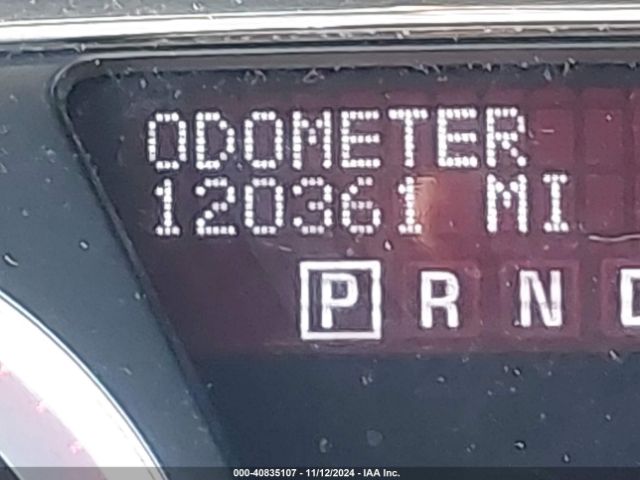 ODOMETER
120361 MI
P R N D
000-40835107 - 11/12/2024 - IAA Inc.